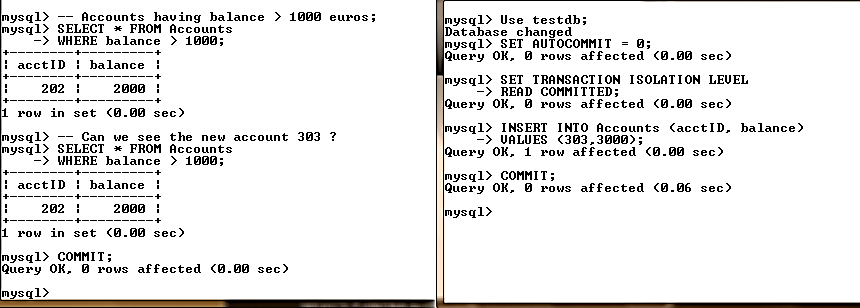 mysql> -- Accounts having balance > 1000 euros;
mysql> SELECT * FROM Accounts
    -> WHERE balance > 1000;
+--------+---------+
| acctID | balance |
+--------+---------+
|    202 |    2000 |
+--------+---------+
1 row in set (0.00 sec)

mysql> -- Can we see the new account 303 ?
mysql> SELECT * FROM Accounts
    -> WHERE balance > 1000;
+--------+---------+
| acctID | balance |
+--------+---------+
|    202 |    2000 |
+--------+---------+
1 row in set (0.00 sec)

mysql> COMMIT;
Query OK, 0 rows affected (0.00 sec)

mysql>
mysql> Use testdb;
Database changed
mysql> SET AUTOCOMMIT = 0;
Query OK, 0 rows affected (0.00 sec)

mysql> SET TRANSACTION ISOLATION LEVEL
    -> READ COMMITTED;
Query OK, 0 rows affected (0.00 sec)

mysql> INSERT INTO Accounts (acctID, balance)
    -> VALUES (303,3000);
Query OK, 1 row affected (0.00 sec)

mysql> COMMIT;
Query OK, 0 rows affected (0.06 sec)

mysql>